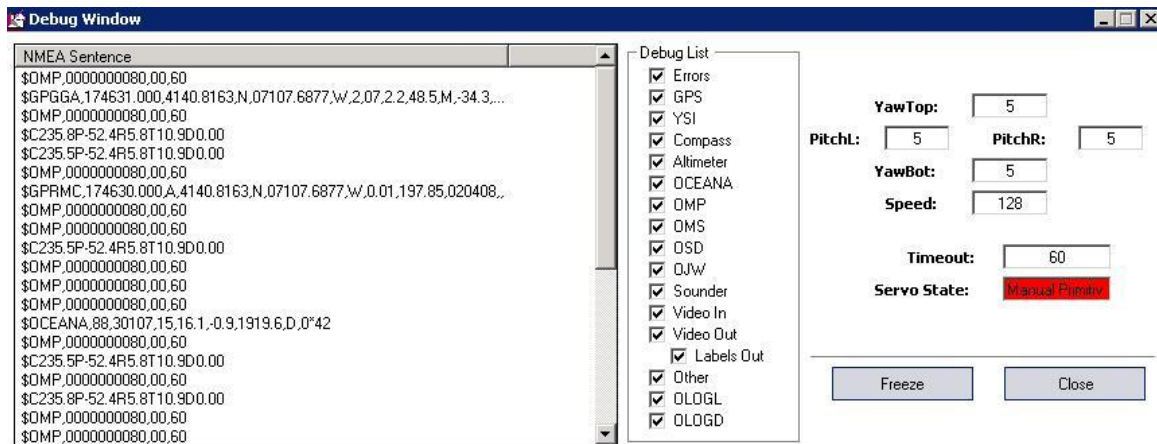 Debug Window
NMEA Sentence
$OMP,0000000080,00,60
$GPGGA,174631.000,4140.8163,N,07107.6877,W,2,07,2.2,48.5,M,-34.3,...
$OMP,0000000080,00,60
$C235.8P-52.4R5.8T10.9D0.00
$C235.5P-52.4R5.8T10.9D0.00
$OMP,0000000080,00,60
$GPRMC,174630.000,A,4140.8163,N,07107.6877,W,0.01,197.85,020408,,
$OMP,0000000080,00,60
$OMP,0000000080,00,60
$C235.5P-52.4R5.8T10.9D0.00
$OMP,0000000080,00,60
$OMP,0000000080,00,60
$OMP,0000000080,00,60
$OCEANA,88,30107,15,16.1,-0.9,1919.6,D,0*42
$OMP,0000000080,00,60
$C235.5P-52.4R5.8T10.9D0.00
$OMP,0000000080,00,60
$C235.8P-52.4R5.8T10.9D0.00
$OMP,0000000080,00,60
$OMP,0000000080,00,60
Debug List
Errors
GPS
YSI
Compass
Altimeter
OCEANA
OMP
OMS
OSD
OJW
Sounder
Video In
Video Out
Labels Out
Other
OLOGL
OLOGD
YawTop: 5
PitchL: 5 PitchR: 5
YawBot: 5
Speed: 128
Timeout: 60
Servo State: Manual Primitiv
Freeze Close